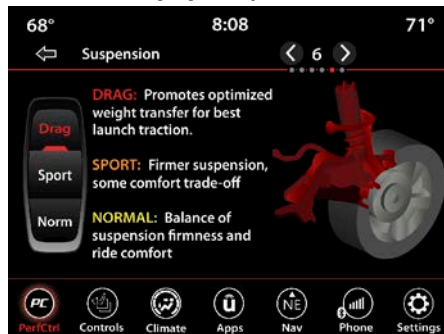 68° 8:08 71°
Suspension 6
DRAG: Promotes optimized
weight transfer for best
launch traction.
Drag
SPORT: Firmer suspension,
some comfort trade-off
Sport
NORMAL: Balance of
suspension firmness and
ride comfort
Norm
PC û NE
PerfCtrl Controls Climate Apps Nav Phone Settings